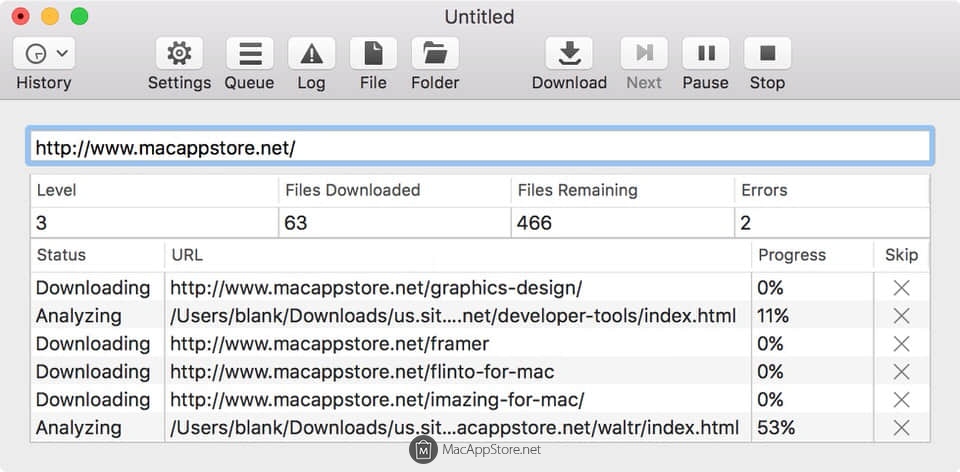 Untitled
History Settings Queue Log File Folder Download Next Pause Stop
http://www.macappstore.net/
Level Files Downloaded Files Remaining Errors
3 63 466 2
Status URL Progress Skip
Downloading http://www.macappstore.net/graphics-design/ 0%
Analyzing /Users/blank/Downloads/us.sit....net/developer-tools/index.html 11%
Downloading http://www.macappstore.net/framer 0%
Downloading http://www.macappstore.net/flinto-for-mac 0%
Downloading http://www.macappstore.net/imazing-for-mac/ 0%
Analyzing /Users/blank/Downloads/us.sit...acappstore.net/waltr/index.html 53%
MacAppStore.net